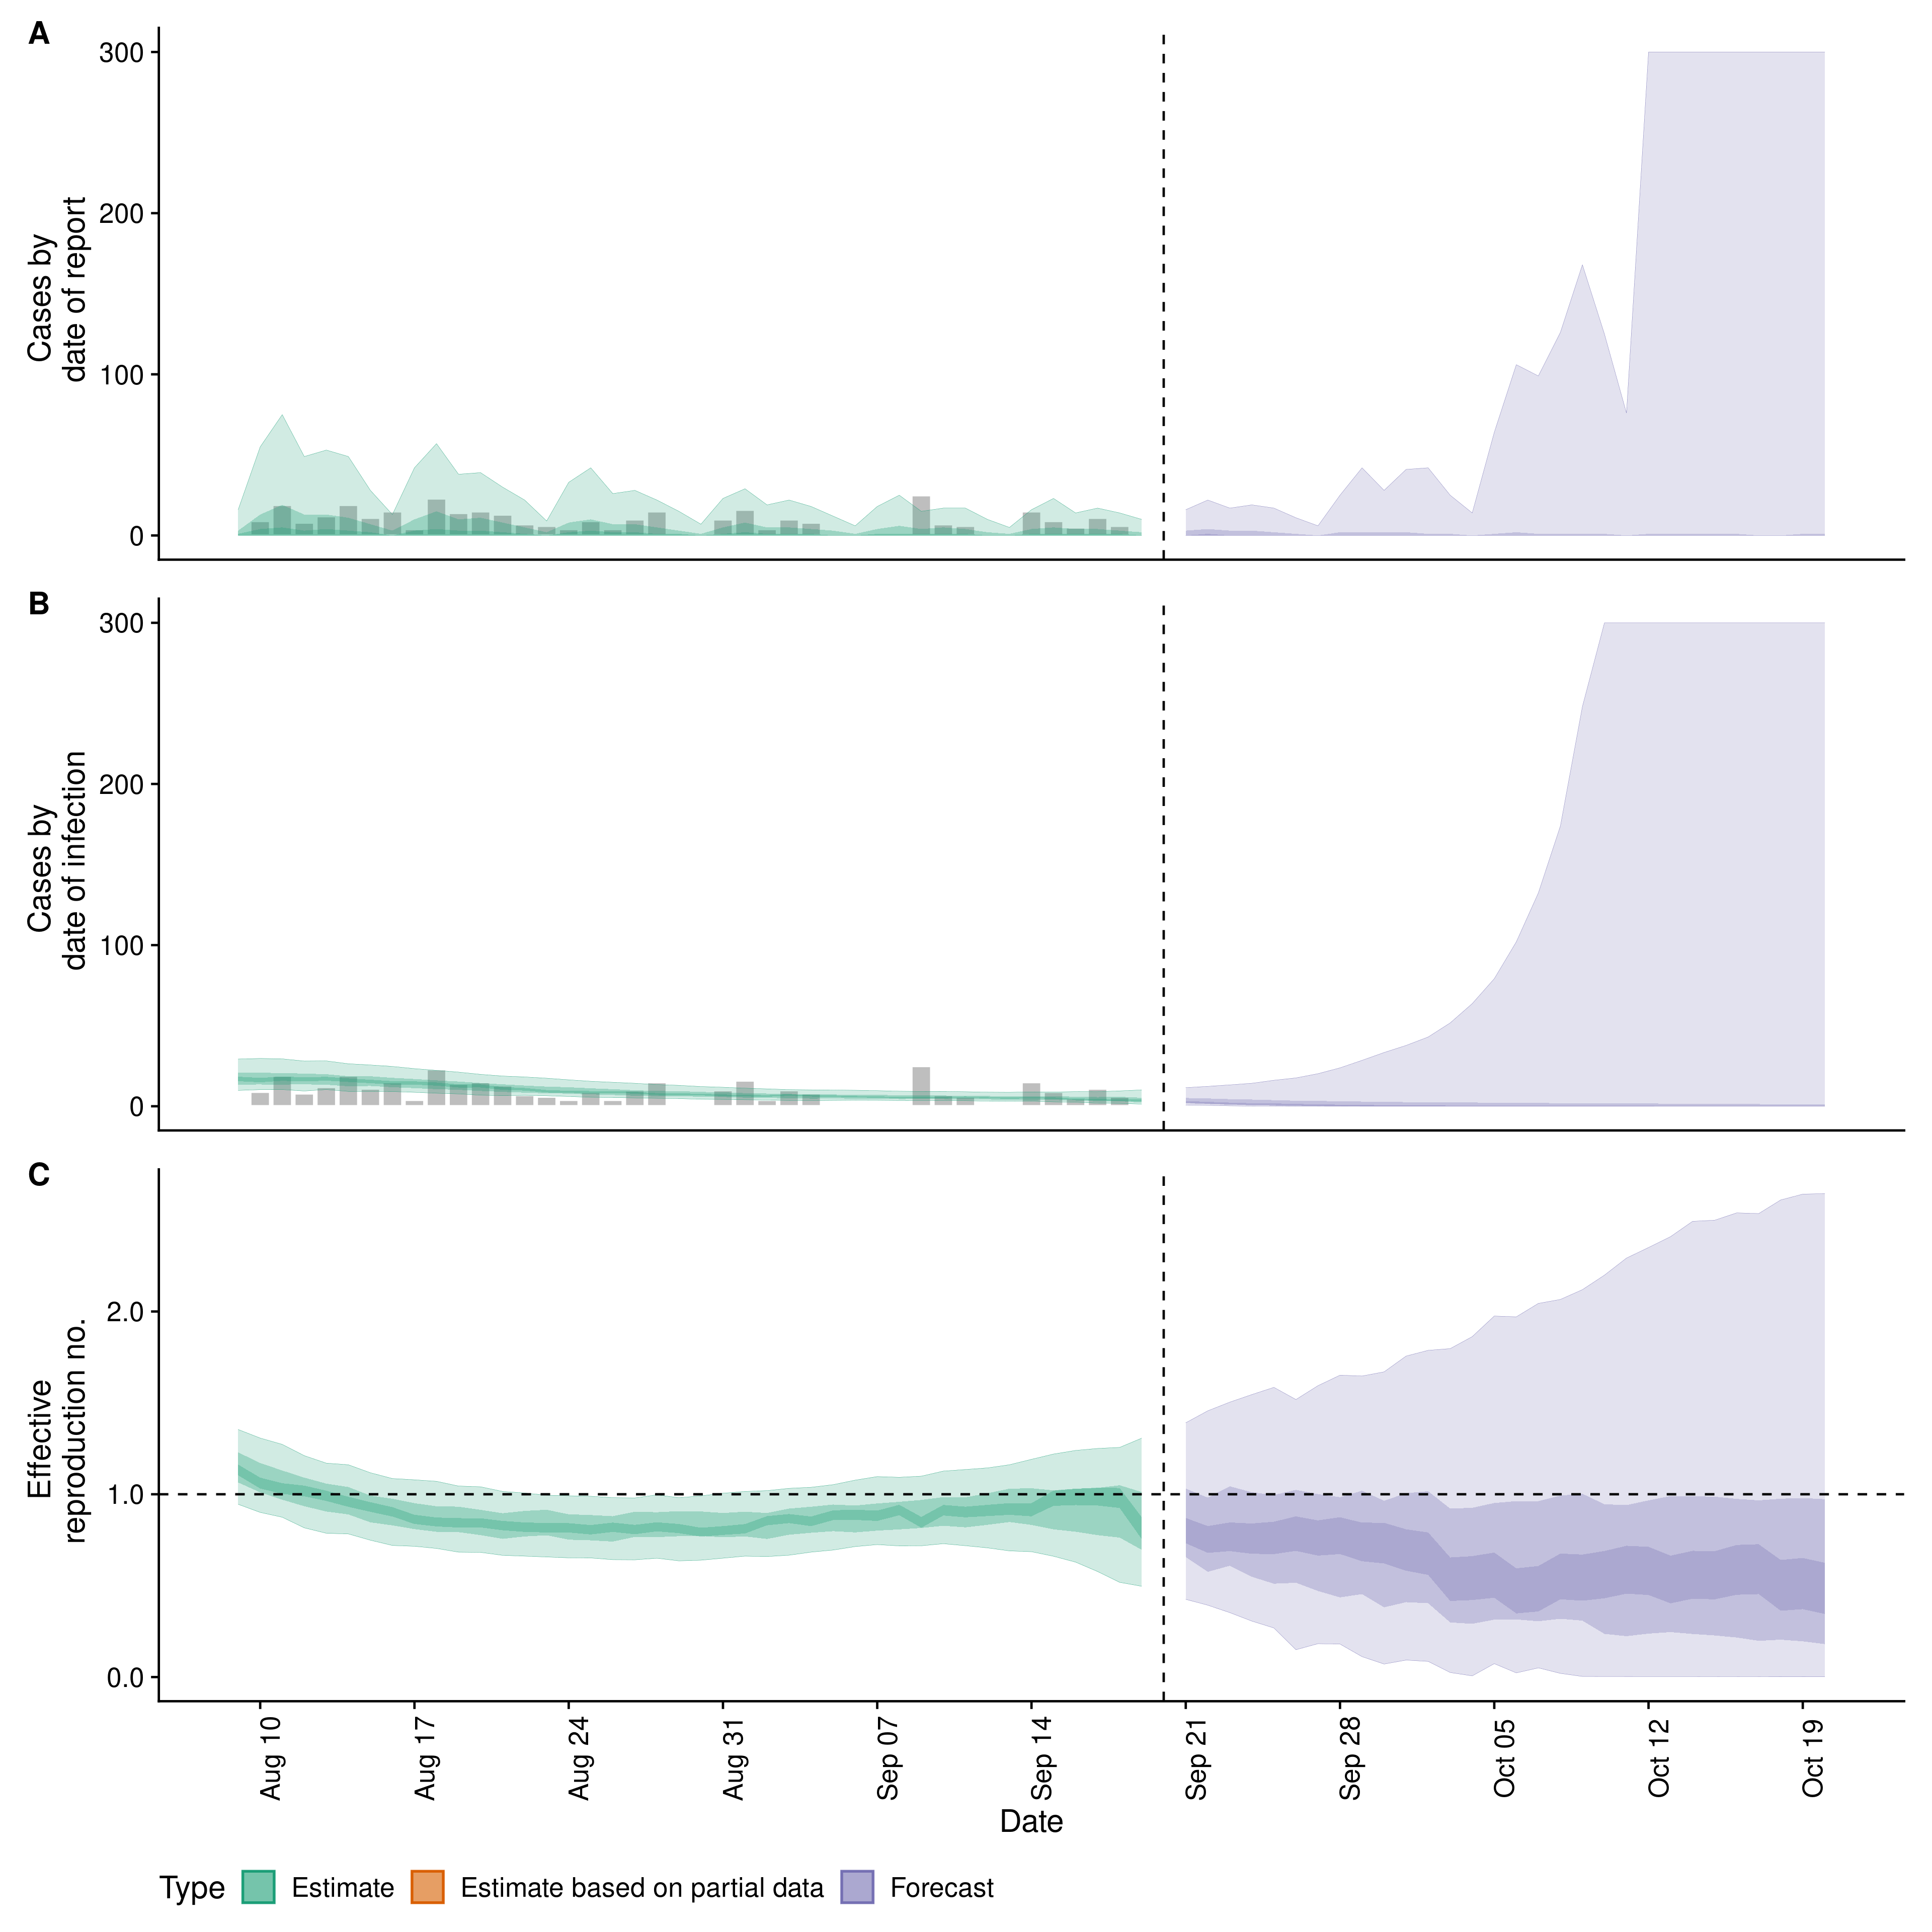 A
300
200
100
0
Cases by
date of report
B
300
200
100
0
Cases by
date of infection
C
2.0
1.0
0.0
Effective
reproduction no.
Aug 10
Aug 17
Aug 24
Aug 31
Sep 07
Sep 14
Sep 21
Sep 28
Oct 05
Oct 12
Oct 19
Date
Type Estimate Estimate based on partial data Forecast